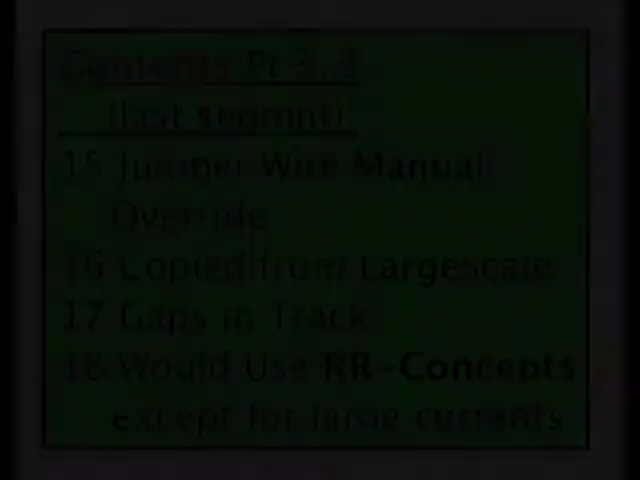 Contents Pt 3.3
(last segmnt):
15 Jumper Wire Manual
Override
16 Copied from Largescale
17 Gaps in Track
18 Would Use RR-Concepts
except for large currents